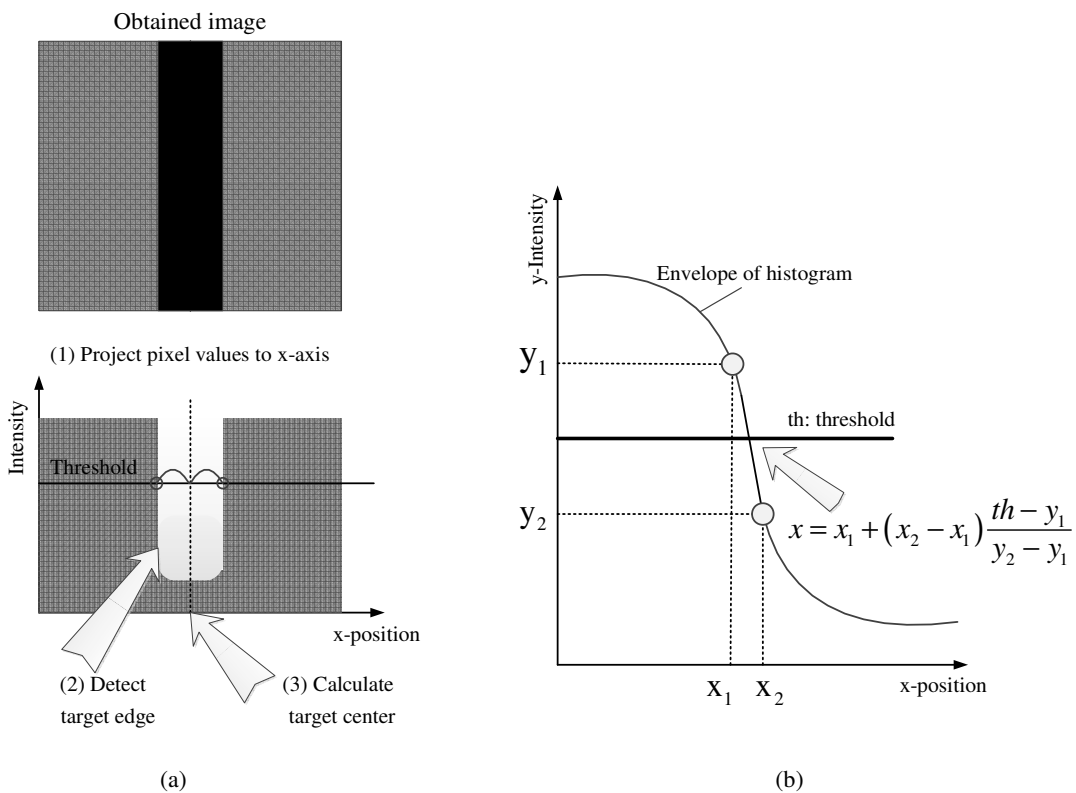 Obtained image
(1) Project pixel values to x-axis
Intensity
Threshold
x-position
(2) Detect
target edge
(3) Calculate
target center
(a)
y-Intensity
Envelope of histogram
y₁
th: threshold
y₂
x = x₁ + (x₂ − x₁) (th − y₁)/(y₂ − y₁)
x₁ x₂
x-position
(b)